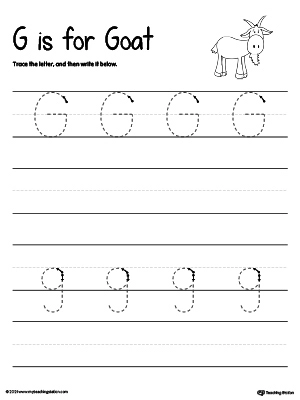 G is for Goat
Trace the letter, and then write it below.
G G G G
g g g g
© 2019 www.myteachingstation.com
Teaching Station